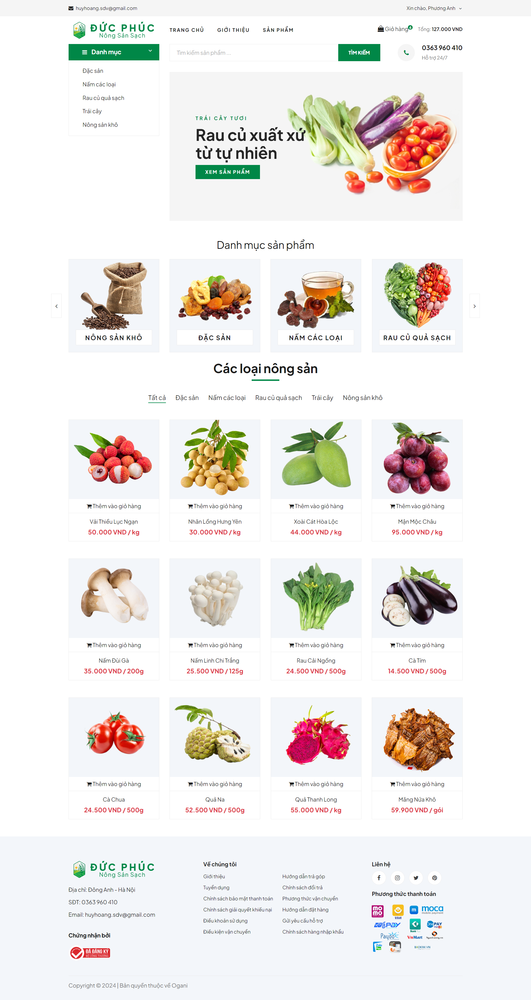 huyhoang.sdv@gmail.com
Xin chào, Phương Anh
ĐỨC PHÚC
Nông Sản Sạch
TRANG CHỦ
GIỚI THIỆU
SẢN PHẨM
Giỏ hàng 6
Tổng: 127.000 VND
Danh mục
Tìm kiếm sản phẩm ...
TÌM KIẾM
0363 960 410
Hỗ trợ 24/7
Đặc sản
Nấm các loại
Rau củ quả sạch
Trái cây
Nông sản khô
TRÁI CÂY TƯƠI
Rau củ xuất xứ
từ tự nhiên
XEM SẢN PHẨM
Danh mục sản phẩm
NÔNG SẢN KHÔ
ĐẶC SẢN
NẤM CÁC LOẠI
RAU CỦ QUẢ SẠCH
Các loại nông sản
Tất cả
Đặc sản
Nấm các loại
Rau củ quả sạch
Trái cây
Nông sản khô
Thêm vào giỏ hàng
Thêm vào giỏ hàng
Thêm vào giỏ hàng
Thêm vào giỏ hàng
Vải Thiều Lục Ngạn
Nhãn Lồng Hưng Yên
Xoài Cát Hòa Lộc
Mận Mộc Châu
50.000 VND / kg
30.000 VND / kg
44.000 VND / kg
95.000 VND / kg
Thêm vào giỏ hàng
Thêm vào giỏ hàng
Thêm vào giỏ hàng
Thêm vào giỏ hàng
Nấm Đùi Gà
Nấm Linh Chi Trắng
Rau Cải Ngồng
Cà Tím
35.000 VND / 200g
25.500 VND / 125g
24.500 VND / 500g
14.500 VND / 500g
Thêm vào giỏ hàng
Thêm vào giỏ hàng
Thêm vào giỏ hàng
Thêm vào giỏ hàng
Cà Chua
Quả Na
Quả Thanh Long
Măng Nứa Khô
24.500 VND / 500g
52.500 VND / 500g
55.000 VND / kg
59.900 VND / gói
ĐỨC PHÚC
Nông Sản Sạch
Địa chỉ: Đông Anh - Hà Nội
SĐT: 0363 960 410
Email: huyhoang.sdv@gmail.com
Chứng nhận bởi
ĐÃ ĐĂNG KÝ
BỘ CÔNG THƯƠNG
Về chúng tôi
Giới thiệu
Tuyển dụng
Chính sách bảo mật thanh toán
Chính sách giải quyết khiếu nại
Điều khoản sử dụng
Điều kiện vận chuyển
Hướng dẫn trả góp
Chính sách đổi trả
Phương thức vận chuyển
Hướng dẫn đặt hàng
Gửi yêu cầu hỗ trợ
Chính sách hàng nhập khẩu
Liên hệ
Phương thức thanh toán
momo
ViViệt
m moca
mobile payment
VTCPAY
BankPlus
OnePAY
VISA
Payoo
VnMart
NganLuong.vn
Zalo
Pay
BAOKIM.VN
Copyright © 2024 | Bản quyền thuộc về Ogani